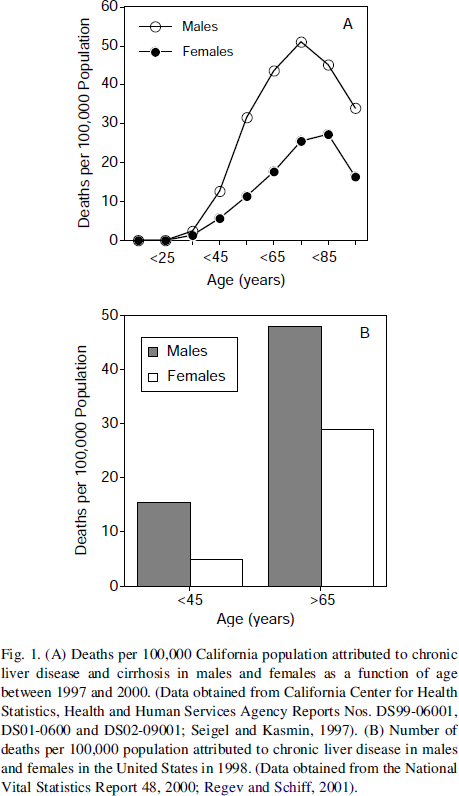 60
50
40
30
20
10
0
Deaths per 100,000 Population
Males
Females
A
<25
<45
<65
<85
Age (years)
50
40
30
20
10
0
Deaths per 100,000 Population
Males
Females
B
<45
>65
Age (years)
Fig. 1. (A) Deaths per 100,000 California population attributed to chronic
liver disease and cirrhosis in males and females as a function of age
between 1997 and 2000. (Data obtained from California Center for Health
Statistics, Health and Human Services Agency Reports Nos. DS99-06001,
DS01-0600 and DS02-09001; Seigel and Kasmin, 1997). (B) Number of
deaths per 100,000 population attributed to chronic liver disease in males
and females in the United States in 1998. (Data obtained from the National
Vital Statistics Report 48, 2000; Regev and Schiff, 2001).